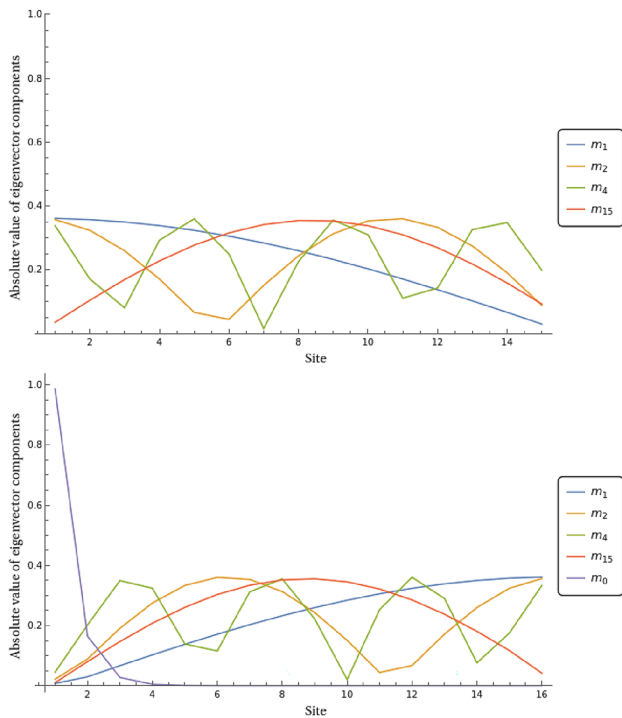 Absolute value of eigenvector components
1.0
0.8
0.6
0.4
0.2
2 4 6 8 10 12 14
Site
m1
m2
m4
m15
Absolute value of eigenvector components
1.0
0.8
0.6
0.4
0.2
2 4 6 8 10 12 14 16
Site
m1
m2
m4
m15
m0